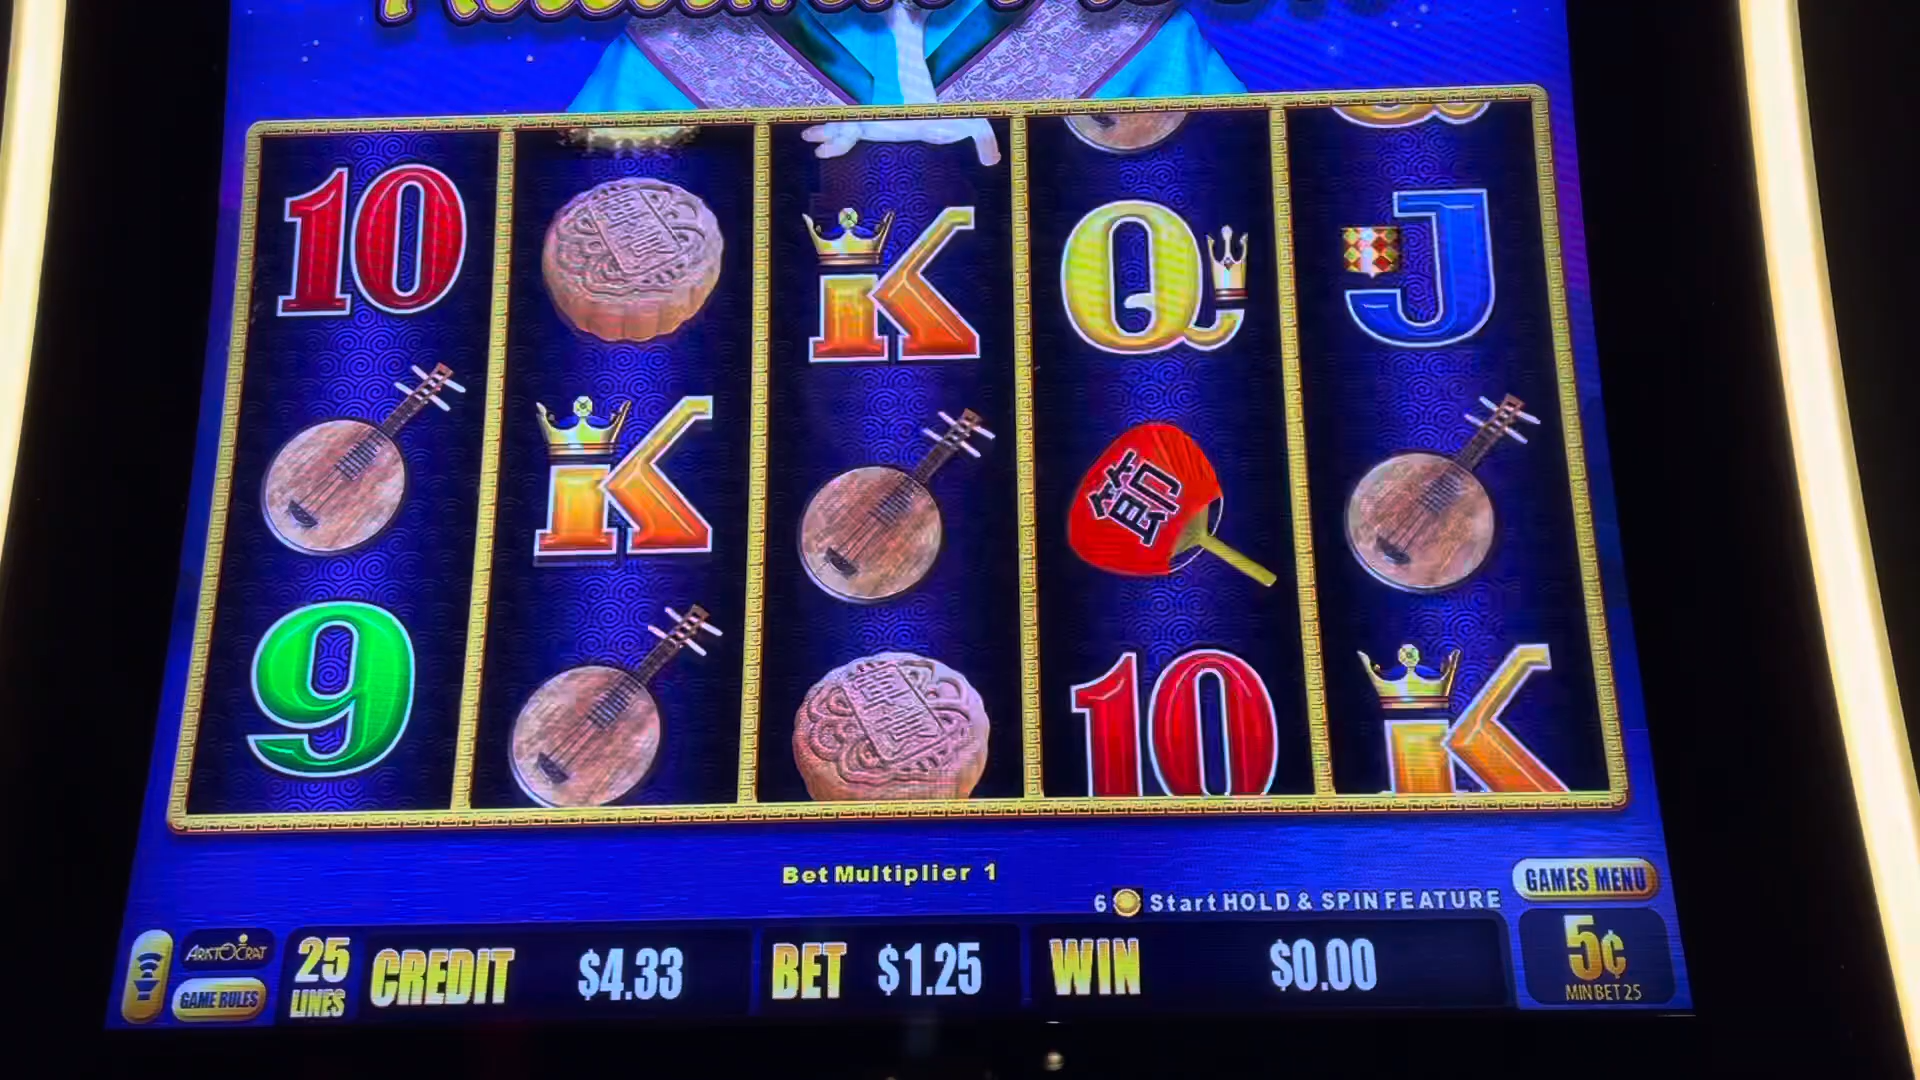 10 K Q J
K
9 10 K
Bet Multiplier 1
6 Start HOLD & SPIN FEATURE
GAMES MENU
ARISTOCRAT
GAME RULES
25 LINES
CREDIT $4.33
BET $1.25
WIN $0.00
5¢
MIN BET 25